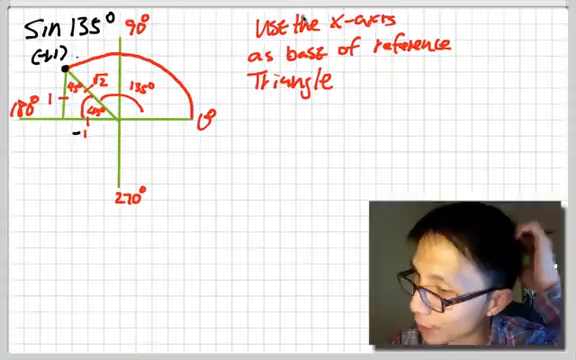 Sin 135°
90°
Use the x-axis
as base of reference
Triangle
(-1,1)
45°
√2
135°
180°
1
45°
0°
-1
270°